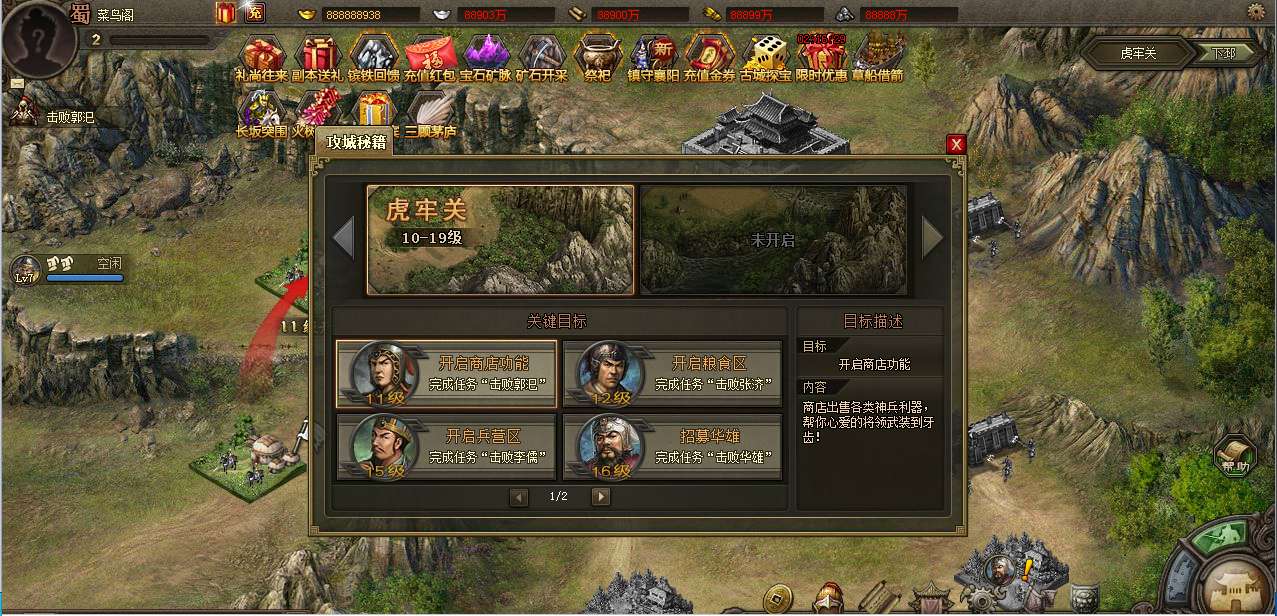 蜀 菜鸟阁
充
888888938
88903万
88900万
88899万
88888万
2
02:15:29
新
虎牢关
下邳
礼尚往来
副本送礼
镔铁回馈
充值红包
宝石矿脉
矿石开采
祭祀
镇守襄阳
充值金券
古城探宝
限时优惠
草船借箭
击败郭汜
长坂突围
火树
三顾茅庐
攻城秘籍
X
虎牢关
10-19级
未开启
空闲
Lv7
11级
关键目标
目标描述
开启商店功能
完成任务“击败郭汜”
11级
开启粮食区
完成任务“击败张济”
12级
目标
开启商店功能
内容
商店出售各类神兵利器，
帮你心爱的将领武装到牙
齿！
开启兵营区
完成任务“击败李儒”
15级
招募华雄
完成任务“击败华雄”
16级
1/2
帮助